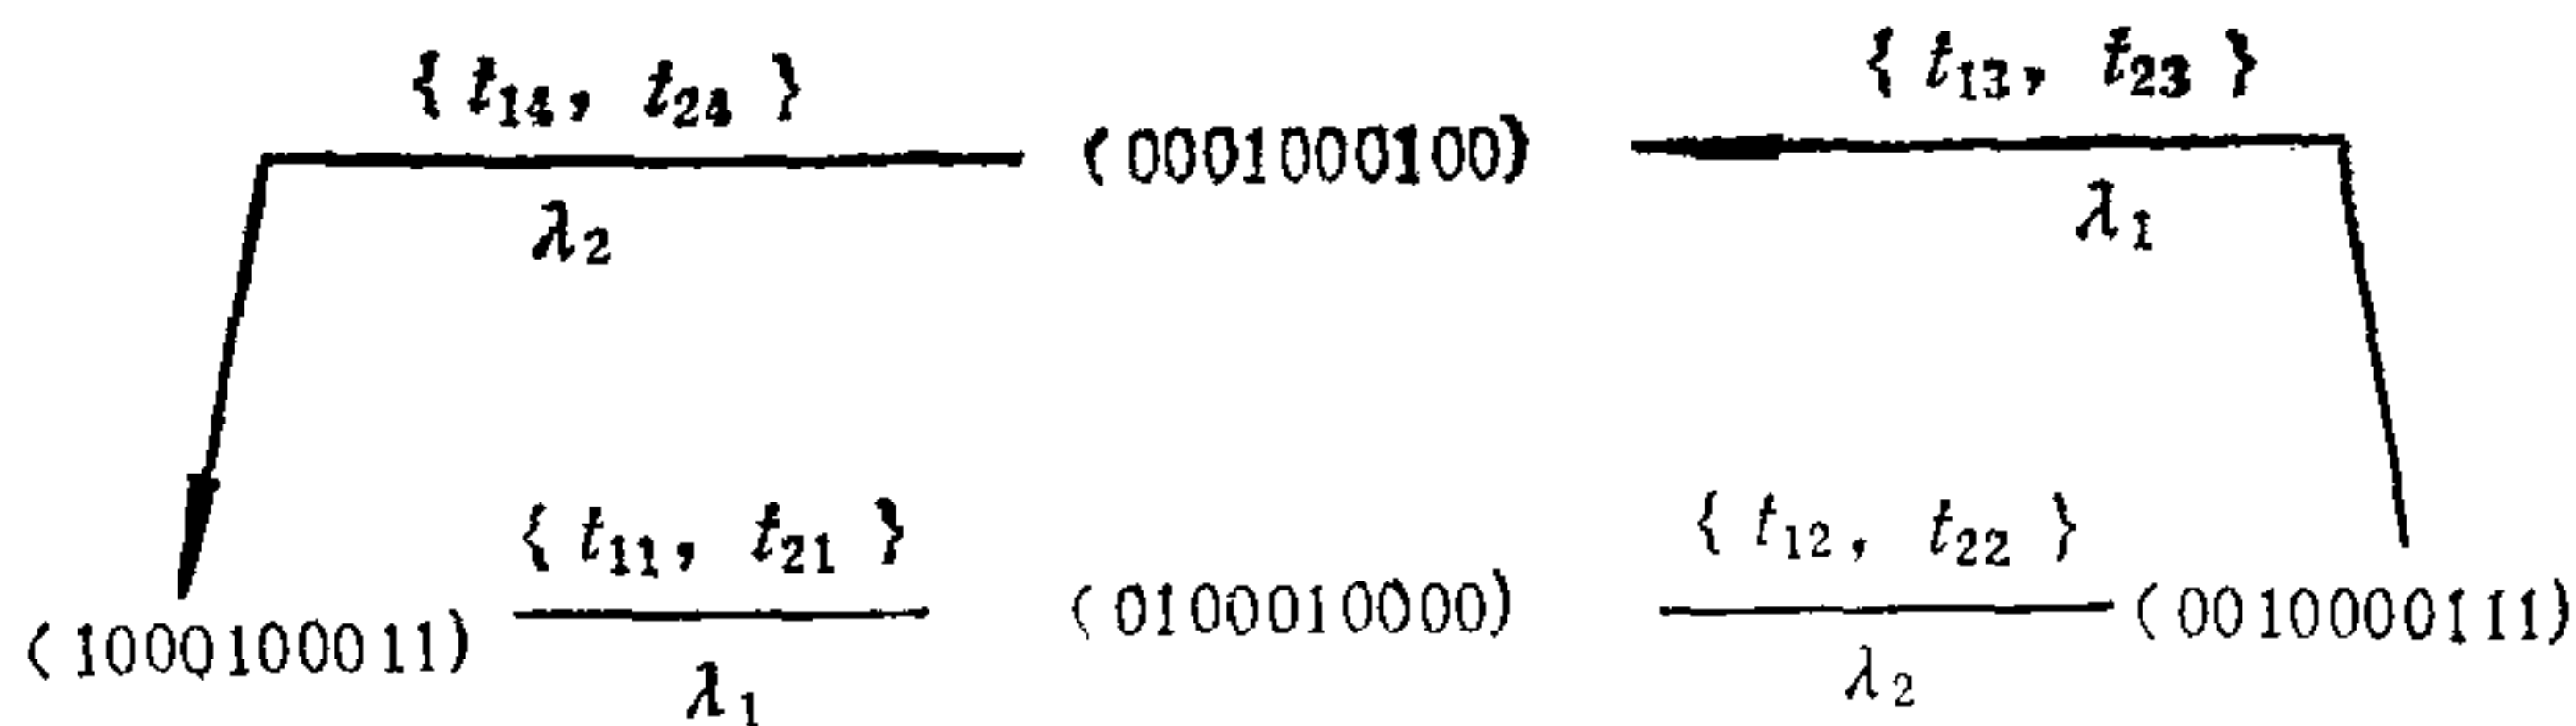 { t₁₄, t₂₄ }
{ t₁₃, t₂₃ }
(0001000100)
λ₂
λ₁
{ t₁₁, t₂₁ }
{ t₁₂, t₂₂ }
(1000100011)
(0100010000)
(0010000111)
λ₁
λ₂